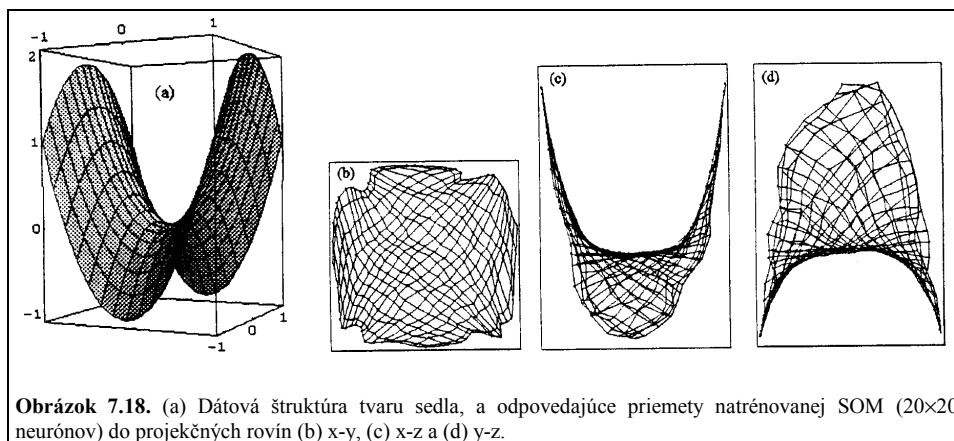 -1 0 1
2
1
0
-1
(a)
-1 0 1
(b)
(c)
(d)
Obrázok 7.18. (a) Dátová štruktúra tvaru sedla, a odpovedajúce priemety natrénovanej SOM (20×20
neurónov) do projekčných rovín (b) x-y, (c) x-z a (d) y-z.